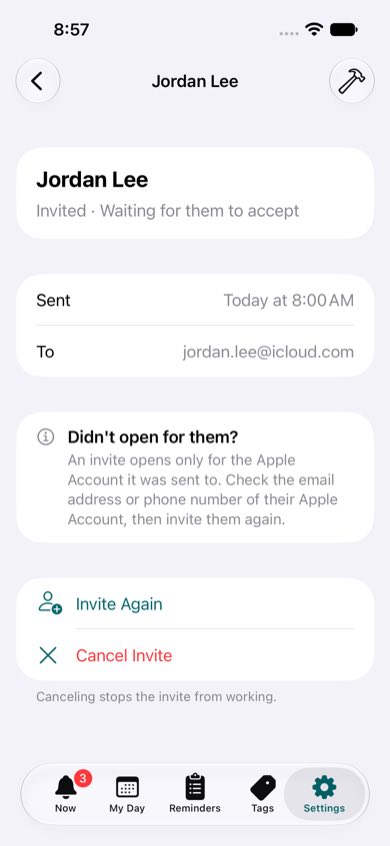 8:57
Jordan Lee
Jordan Lee
Invited · Waiting for them to accept
Sent Today at 8:00 AM
To jordan.lee@icloud.com
Didn't open for them?
An invite opens only for the Apple
Account it was sent to. Check the email
address or phone number of their Apple
Account, then invite them again.
Invite Again
Cancel Invite
Canceling stops the invite from working.
3
Now My Day Reminders Tags Settings